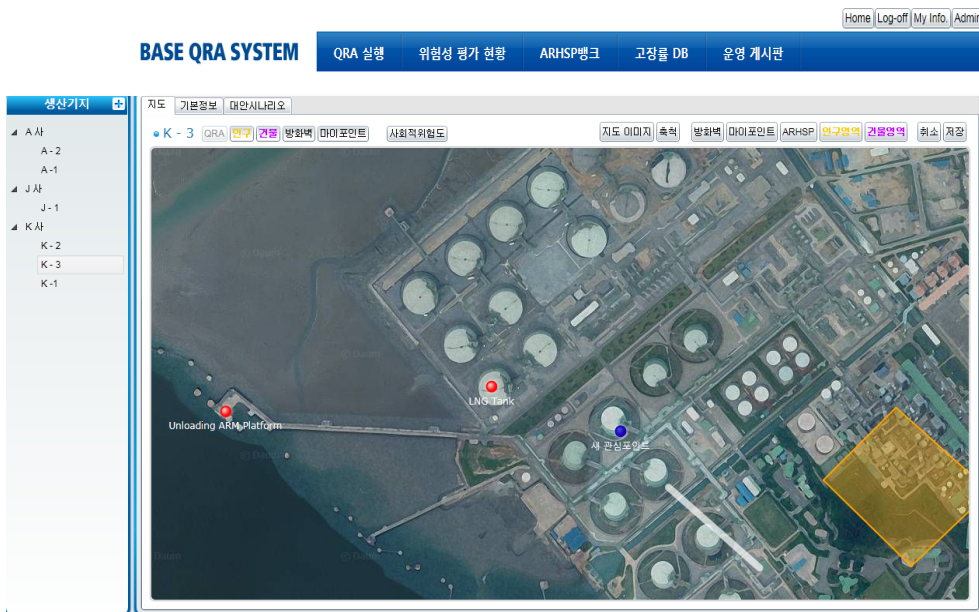 Home Log-off My Info. Admin
BASE QRA SYSTEM QRA 실행 위험성 평가 현황 ARHSP뱅크 고장률 DB 운영 게시판
생산기지
A 사
A - 2
A -1
J 사
J - 1
K 사
K - 2
K - 3
K -1
지도 기본정보 대안시나리오
K - 3 QRA 인구 건물 방화벽 마이포인트 사회적위험도 지도 이미지 축척 방화벽 마이포인트 ARHSP 인구영역 건물영역 취소 저장
© Daum
© Daum
LNG Tank
Unloading ARM Platform
새 관심포인트
© Daum
Daum
© Daum